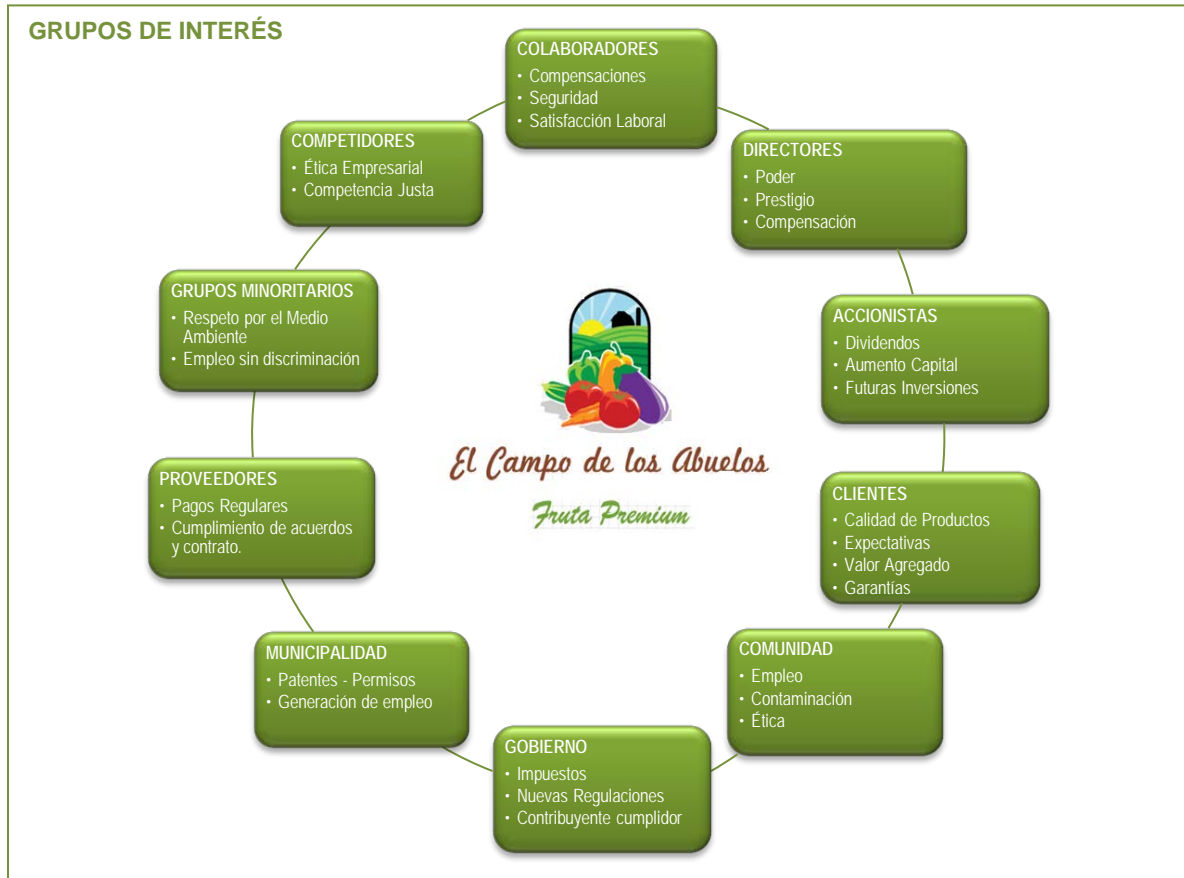 GRUPOS DE INTERÉS
COLABORADORES
• Compensaciones
• Seguridad
• Satisfacción Laboral
DIRECTORES
• Poder
• Prestigio
• Compensación
ACCIONISTAS
• Dividendos
• Aumento Capital
• Futuras Inversiones
CLIENTES
• Calidad de Productos
• Expectativas
• Valor Agregado
• Garantías
COMUNIDAD
• Empleo
• Contaminación
• Ética
GOBIERNO
• Impuestos
• Nuevas Regulaciones
• Contribuyente cumplidor
MUNICIPALIDAD
• Patentes - Permisos
• Generación de empleo
PROVEEDORES
• Pagos Regulares
• Cumplimiento de acuerdos
y contrato.
GRUPOS MINORITARIOS
• Respeto por el Medio
Ambiente
• Empleo sin discriminación
COMPETIDORES
• Ética Empresarial
• Competencia Justa
El Campo de los Abuelos
Fruta Premium